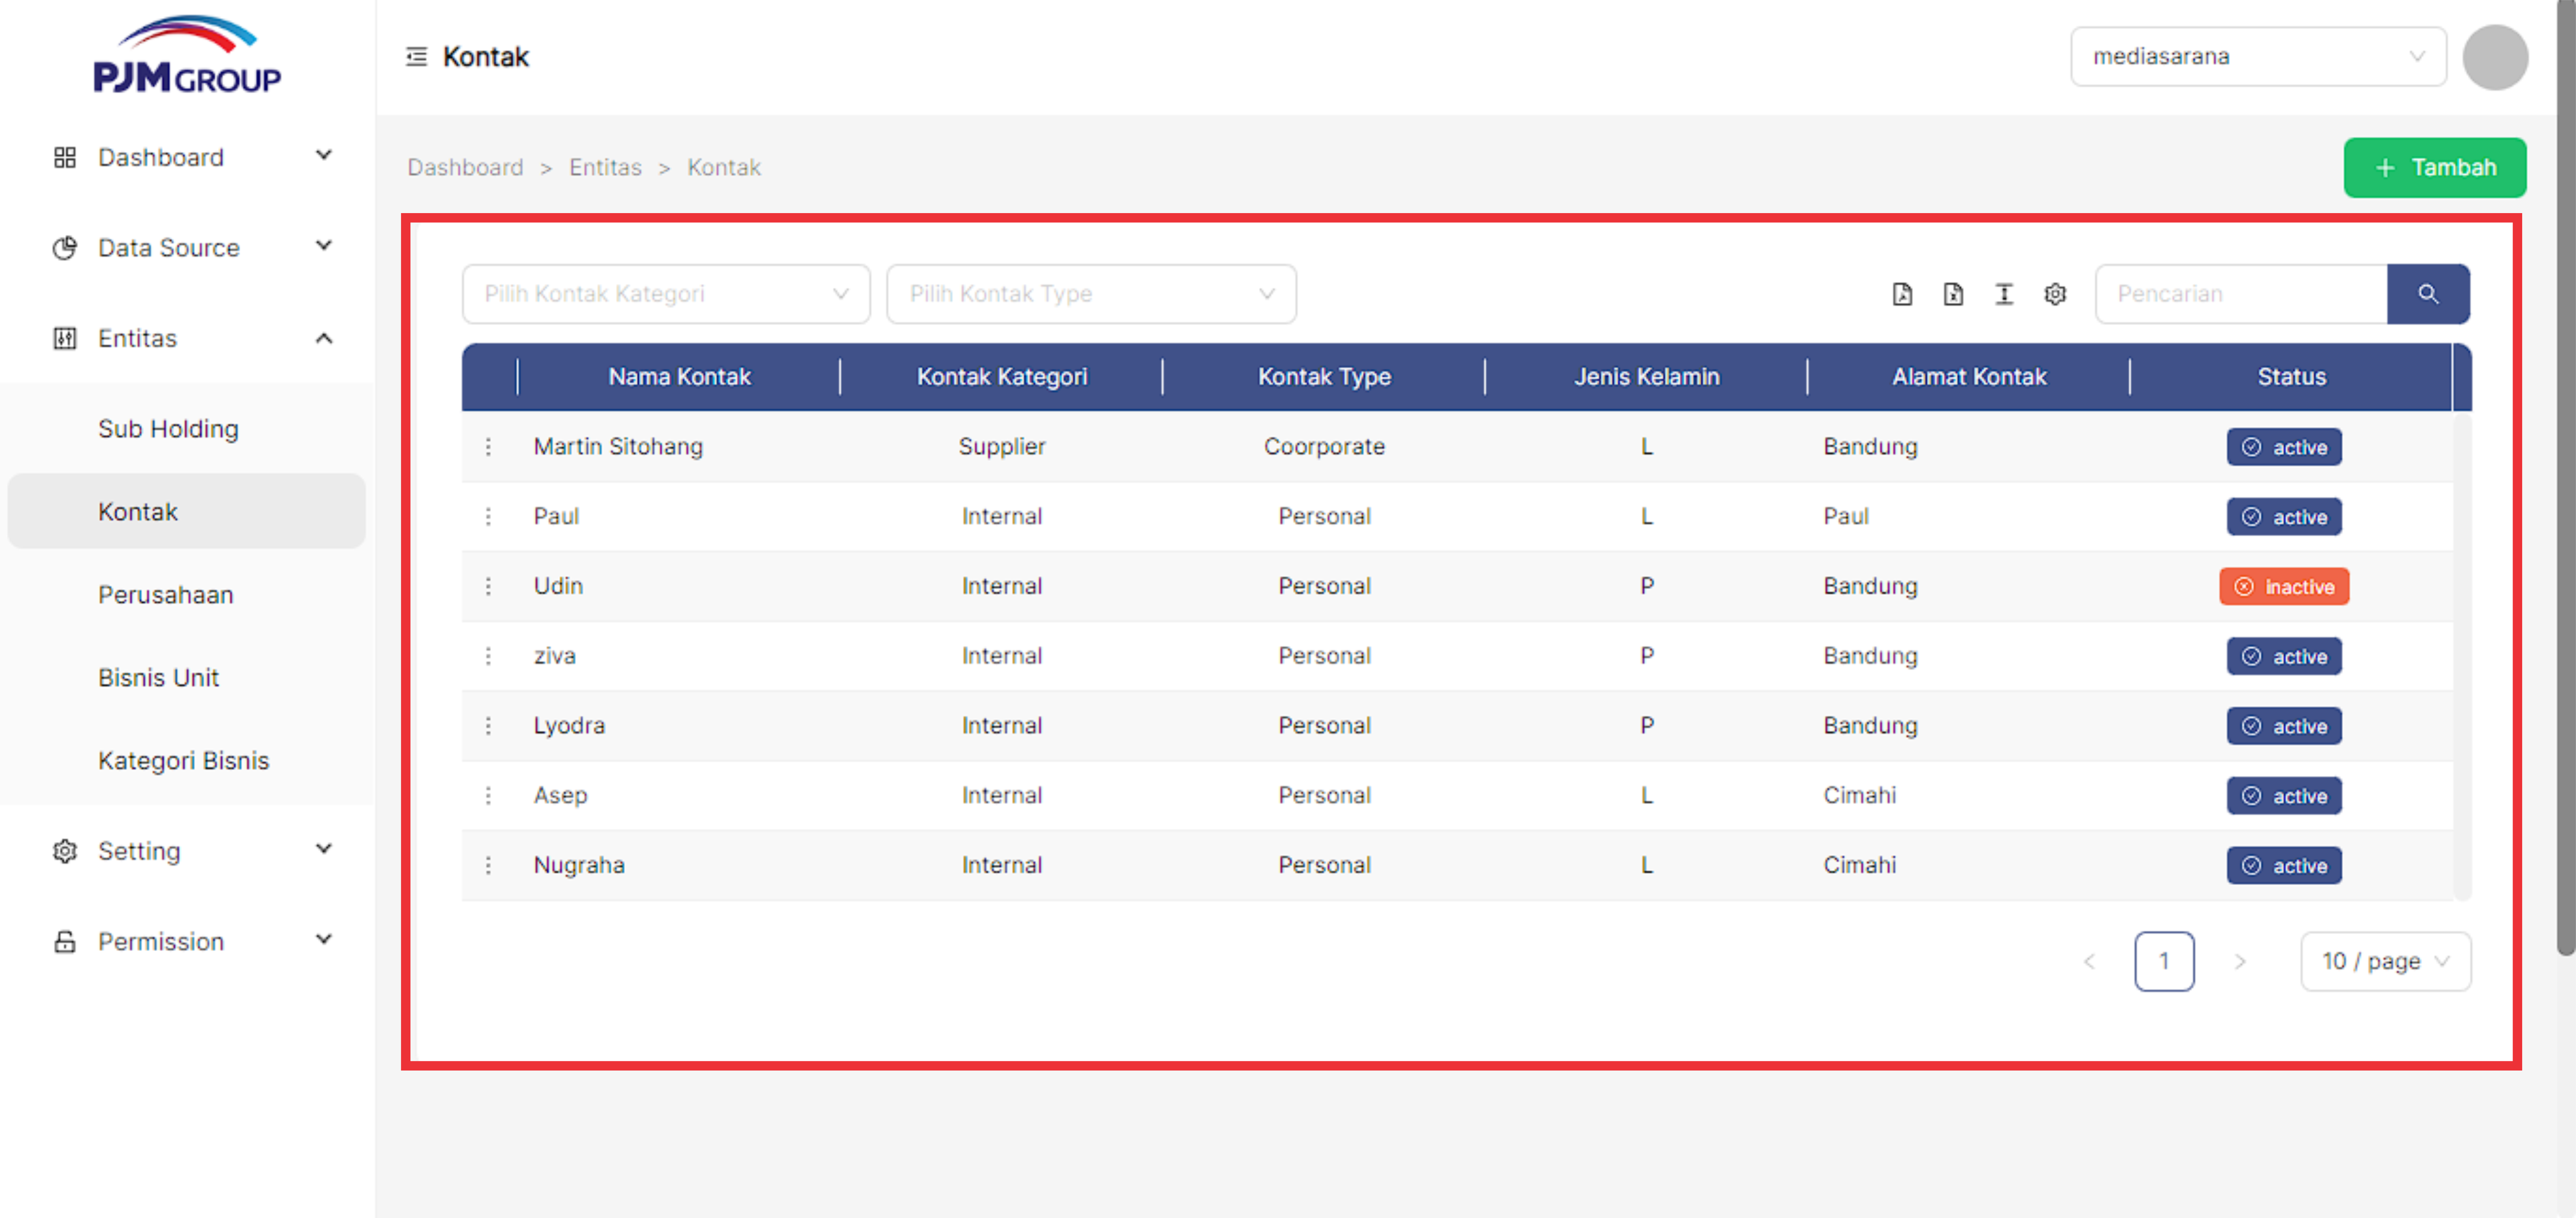 PJM GROUP
Dashboard
Data Source
Entitas
Sub Holding
Kontak
Perusahaan
Bisnis Unit
Kategori Bisnis
Setting
Permission
Kontak
mediasarana
Dashboard > Entitas > Kontak
+ Tambah
Pilih Kontak Kategori Pilih Kontak Type Pencarian
Nama Kontak Kontak Kategori Kontak Type Jenis Kelamin Alamat Kontak Status
Martin Sitohang Supplier Coorporate L Bandung active
Paul Internal Personal L Paul active
Udin Internal Personal P Bandung inactive
ziva Internal Personal P Bandung active
Lyodra Internal Personal P Bandung active
Asep Internal Personal L Cimahi active
Nugraha Internal Personal L Cimahi active
< 1 > 10 / page